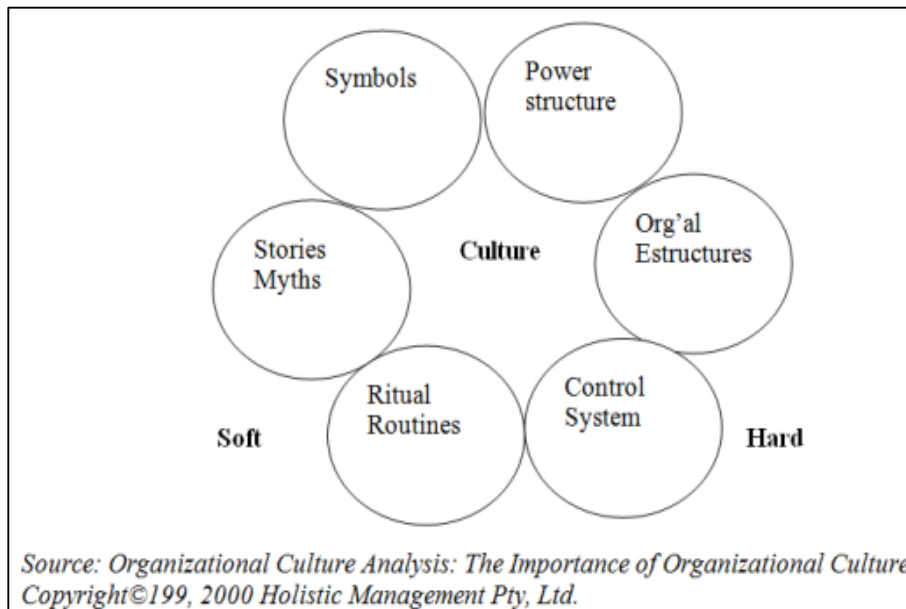 Symbols
Power
structure
Stories
Myths
Culture
Org'al
Estructures
Ritual
Routines
Control
System
Soft
Hard
Source: Organizational Culture Analysis: The Importance of Organizational Culture
Copyright©199, 2000 Holistic Management Pty, Ltd.